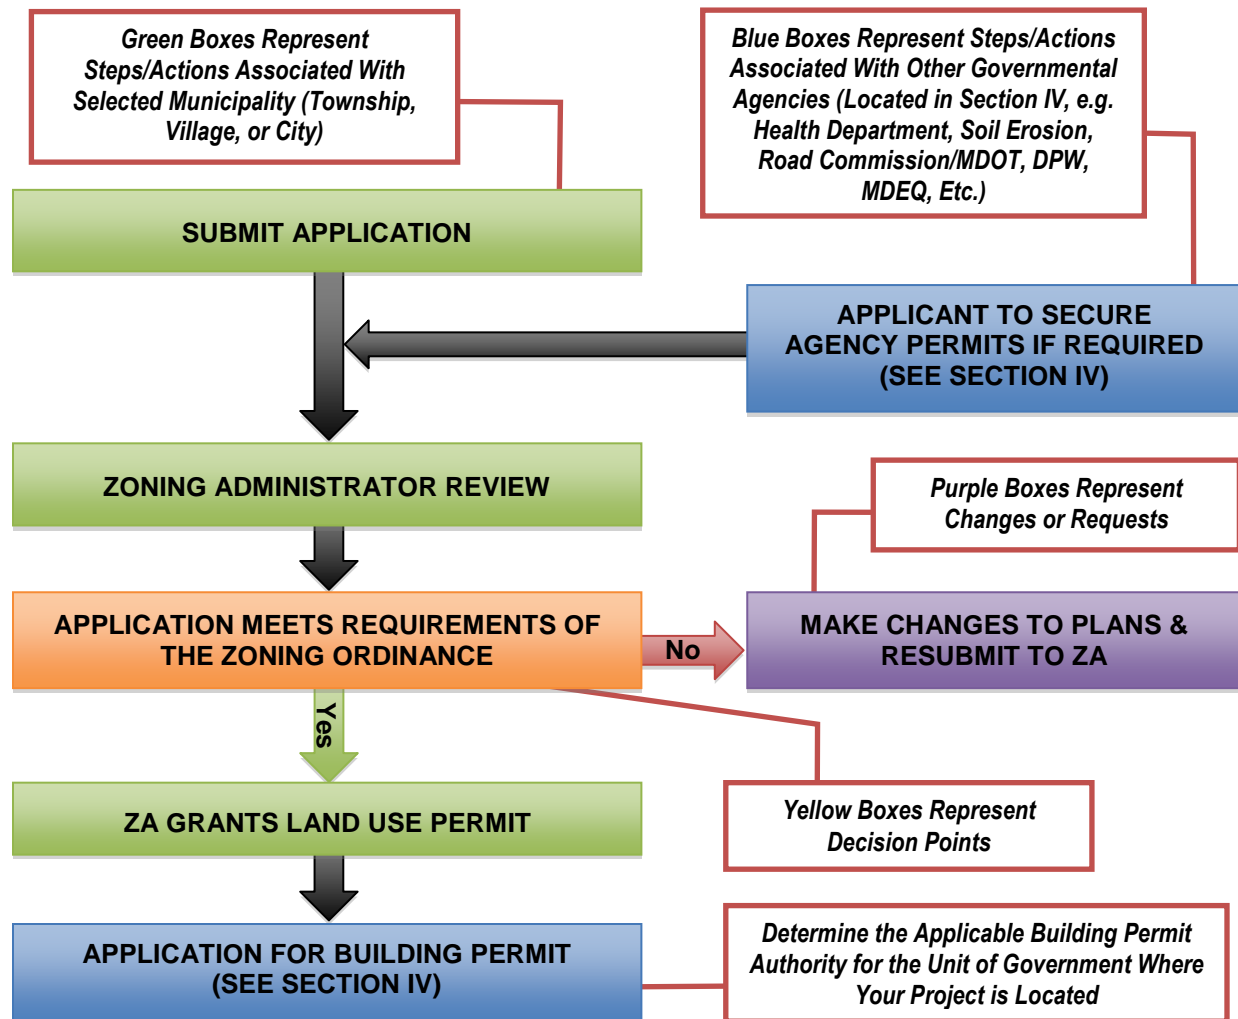 Green Boxes Represent
Steps/Actions Associated With
Selected Municipality (Township,
Village, or City)
Blue Boxes Represent Steps/Actions
Associated With Other Governmental
Agencies (Located in Section IV, e.g.
Health Department, Soil Erosion,
Road Commission/MDOT, DPW,
MDEQ, Etc.)
SUBMIT APPLICATION
APPLICANT TO SECURE
AGENCY PERMITS IF REQUIRED
(SEE SECTION IV)
ZONING ADMINISTRATOR REVIEW
Purple Boxes Represent
Changes or Requests
APPLICATION MEETS REQUIREMENTS OF
THE ZONING ORDINANCE
No
MAKE CHANGES TO PLANS &
RESUBMIT TO ZA
Yes
ZA GRANTS LAND USE PERMIT
Yellow Boxes Represent
Decision Points
APPLICATION FOR BUILDING PERMIT
(SEE SECTION IV)
Determine the Applicable Building Permit
Authority for the Unit of Government Where
Your Project is Located